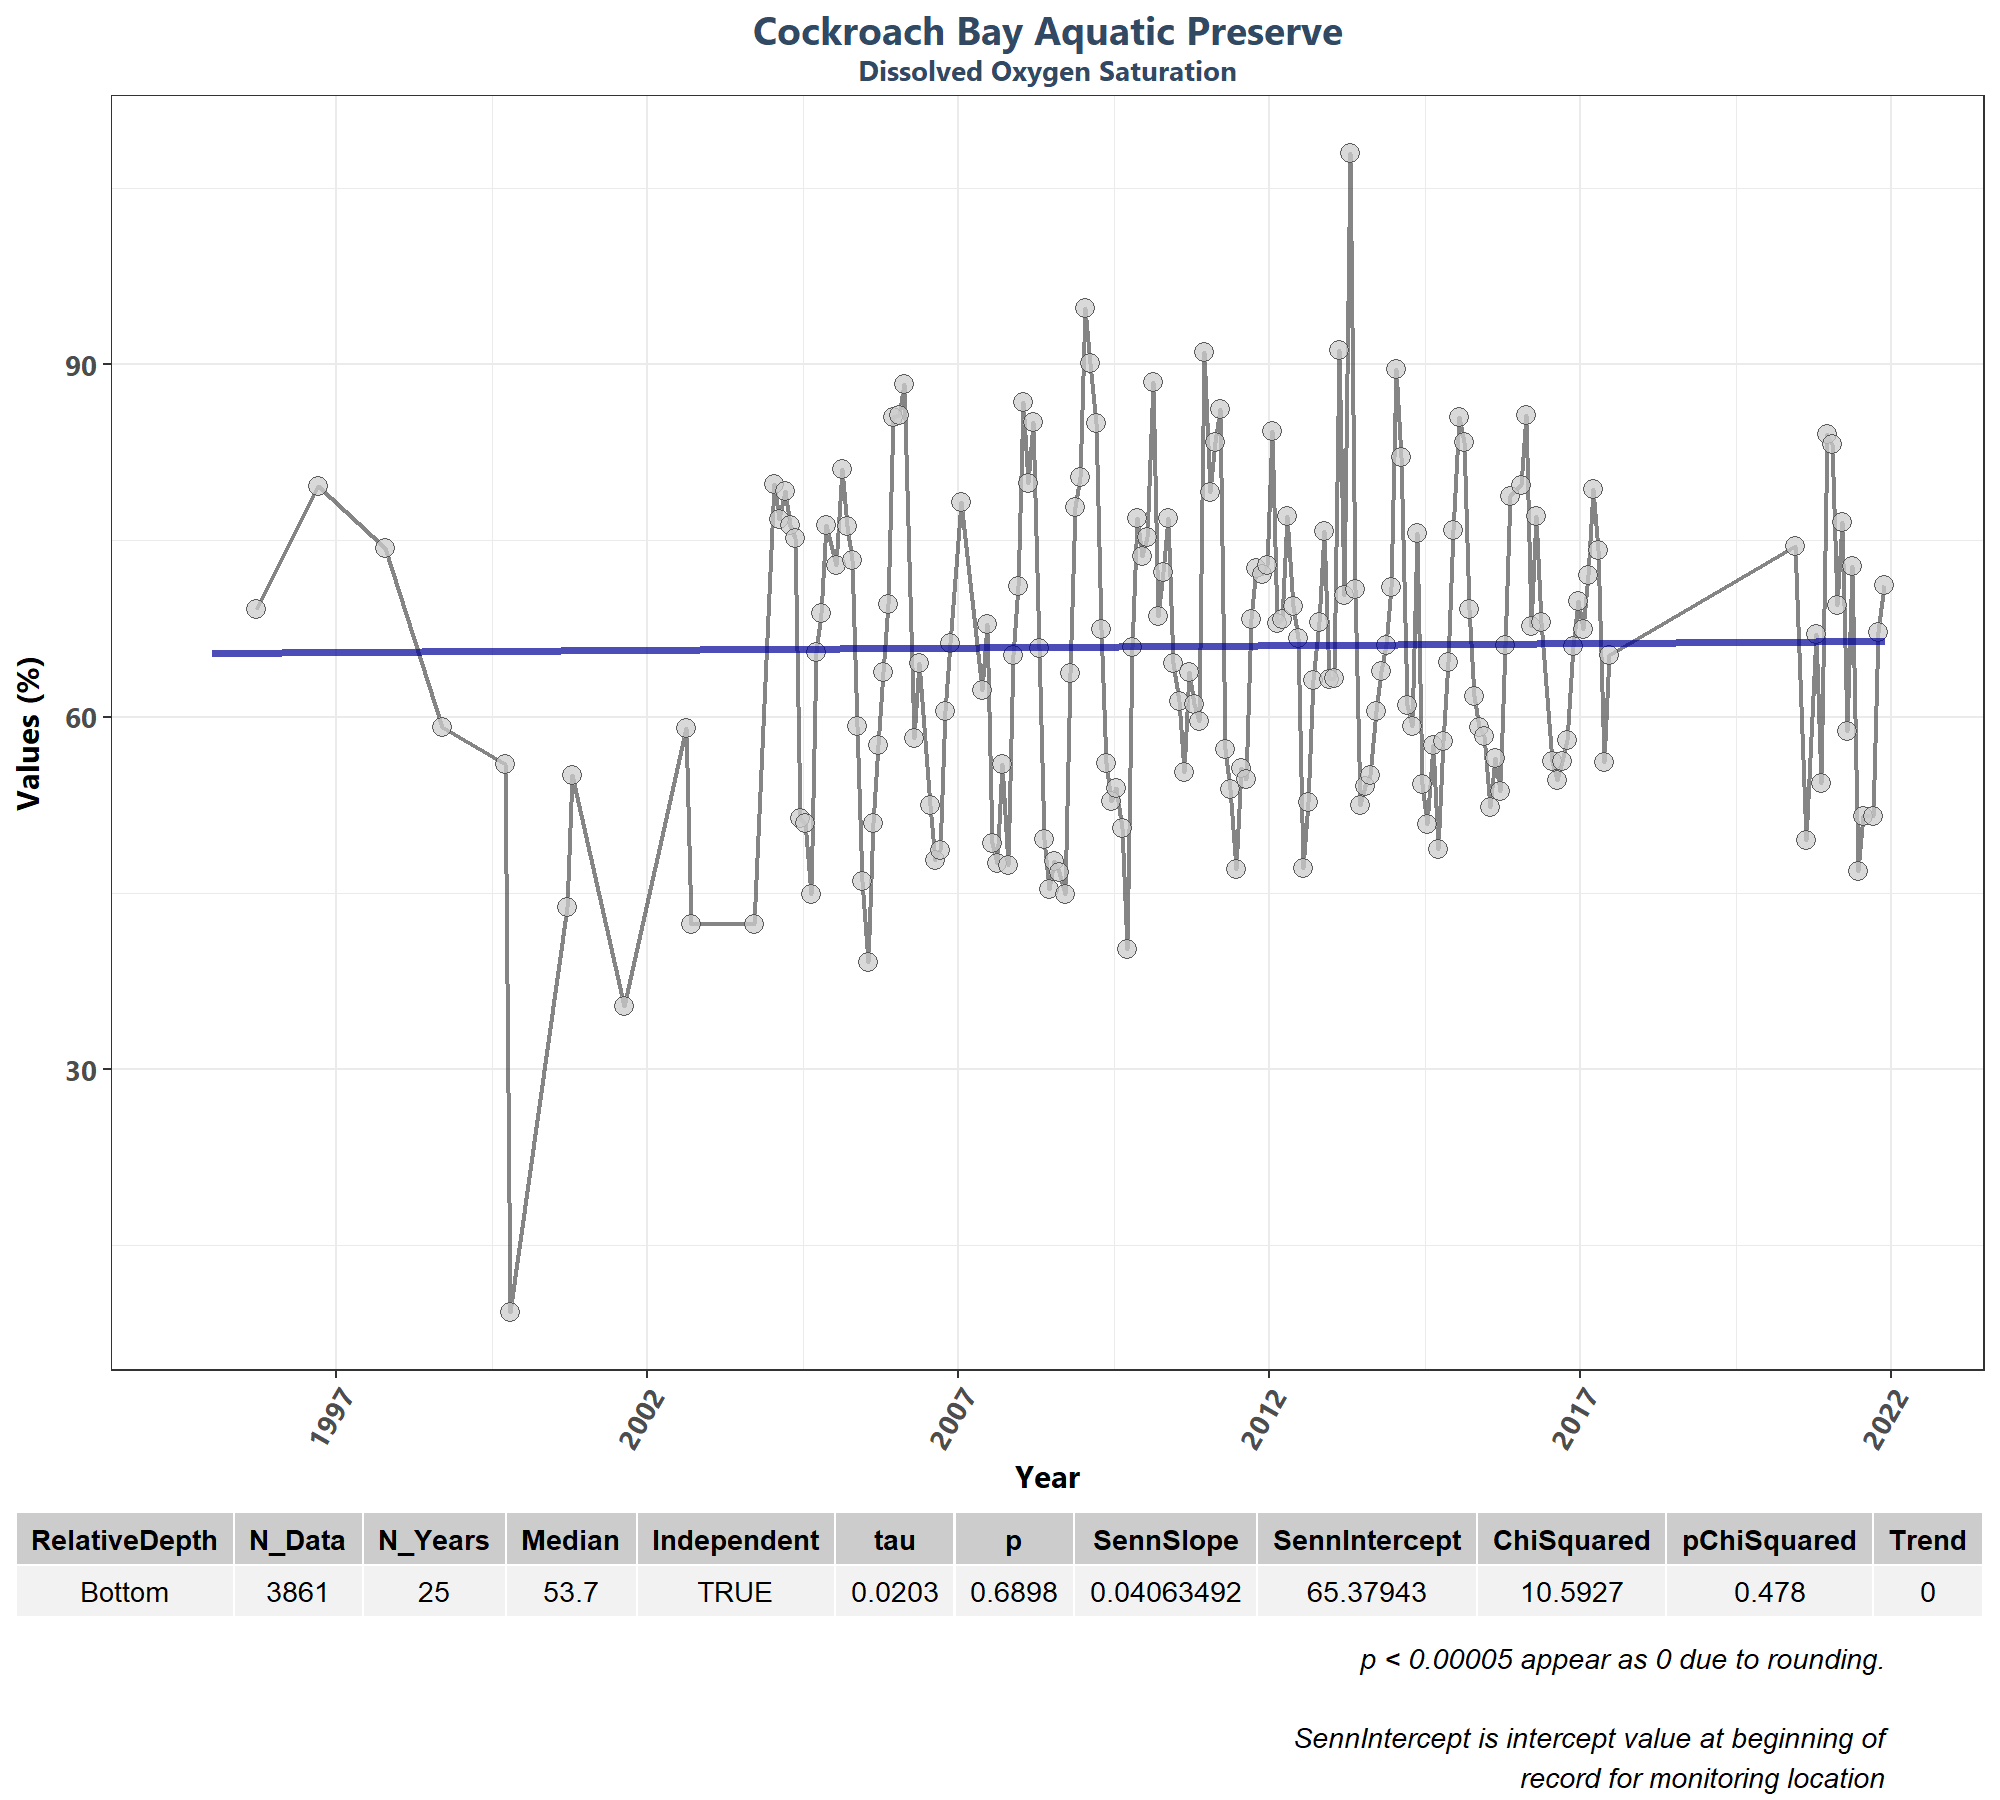 Cockroach Bay Aquatic Preserve
Dissolved Oxygen Saturation
Values (%)
90
60
30
1997
2002
2007
2012
2017
2022
Year
RelativeDepth N_Data N_Years Median Independent tau p SennSlope SennIntercept ChiSquared pChiSquared Trend
Bottom 3861 25 53.7 TRUE 0.0203 0.6898 0.04063492 65.37943 10.5927 0.478 0
p < 0.00005 appear as 0 due to rounding.
SennIntercept is intercept value at beginning of
record for monitoring location